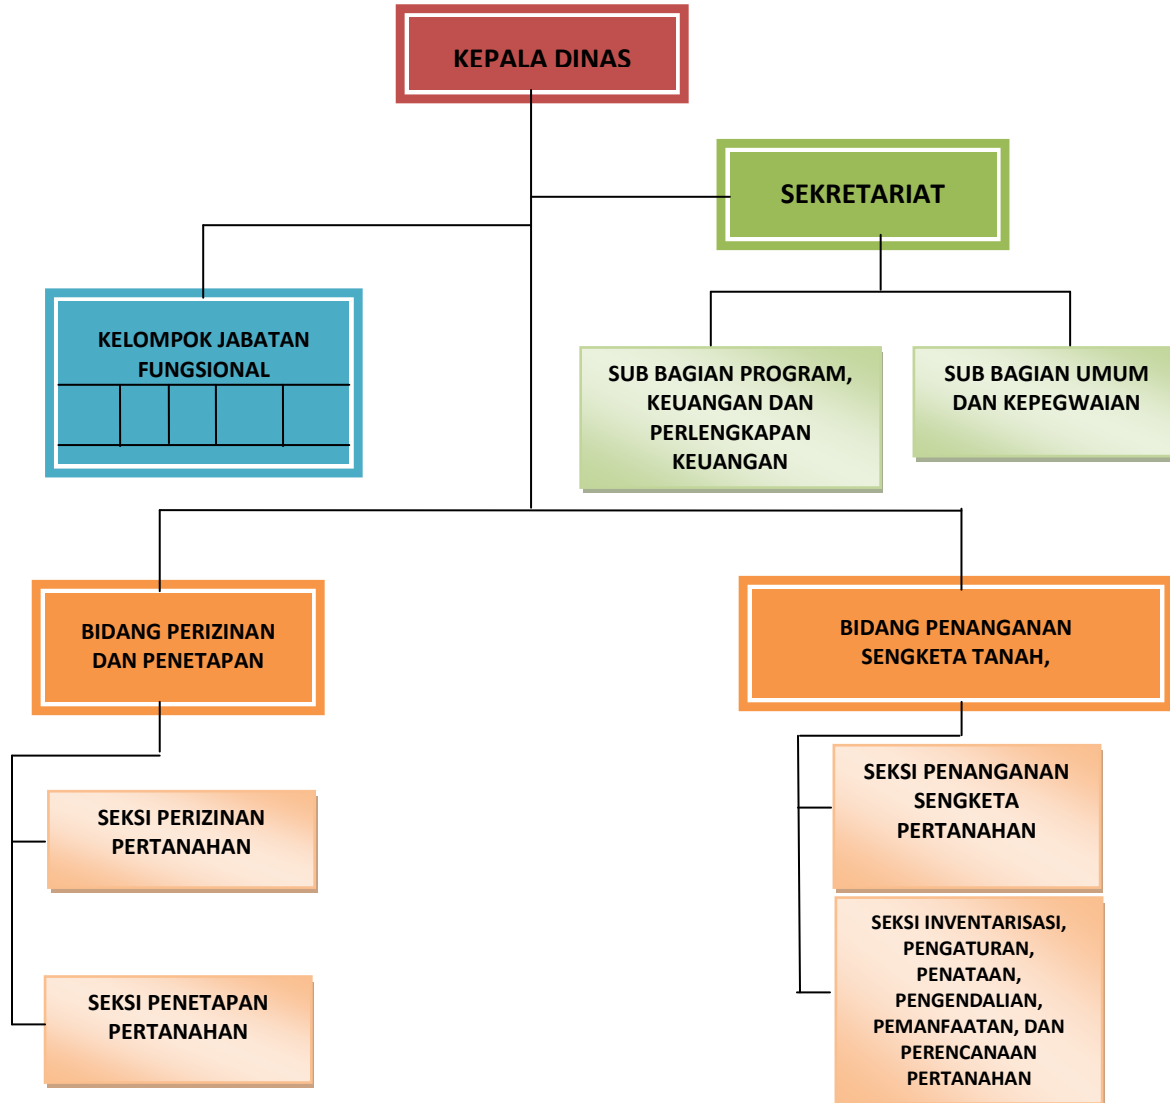 KEPALA DINAS
SEKRETARIAT
KELOMPOK JABATAN
FUNGSIONAL
SUB BAGIAN PROGRAM,
KEUANGAN DAN
PERLENGKAPAN
KEUANGAN
SUB BAGIAN UMUM
DAN KEPEGWAIAN
BIDANG PERIZINAN
DAN PENETAPAN
BIDANG PENANGANAN
SENGKETA TANAH,
SEKSI PERIZINAN
PERTANAHAN
SEKSI PENETAPAN
PERTANAHAN
SEKSI PENANGANAN
SENGKETA
PERTANAHAN
SEKSI INVENTARISASI,
PENGATURAN,
PENATAAN,
PENGENDALIAN,
PEMANFAATAN, DAN
PERENCANAAN
PERTANAHAN